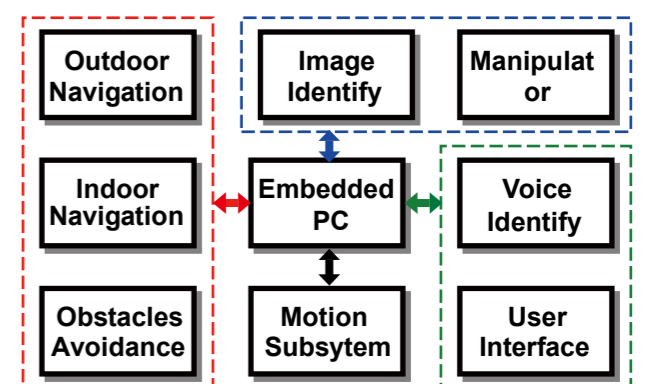 Outdoor
Navigation
Image
Identify
Manipulat
or
Indoor
Navigation
Embedded
PC
Voice
Identify
Obstacles
Avoidance
Motion
Subsytem
User
Interface